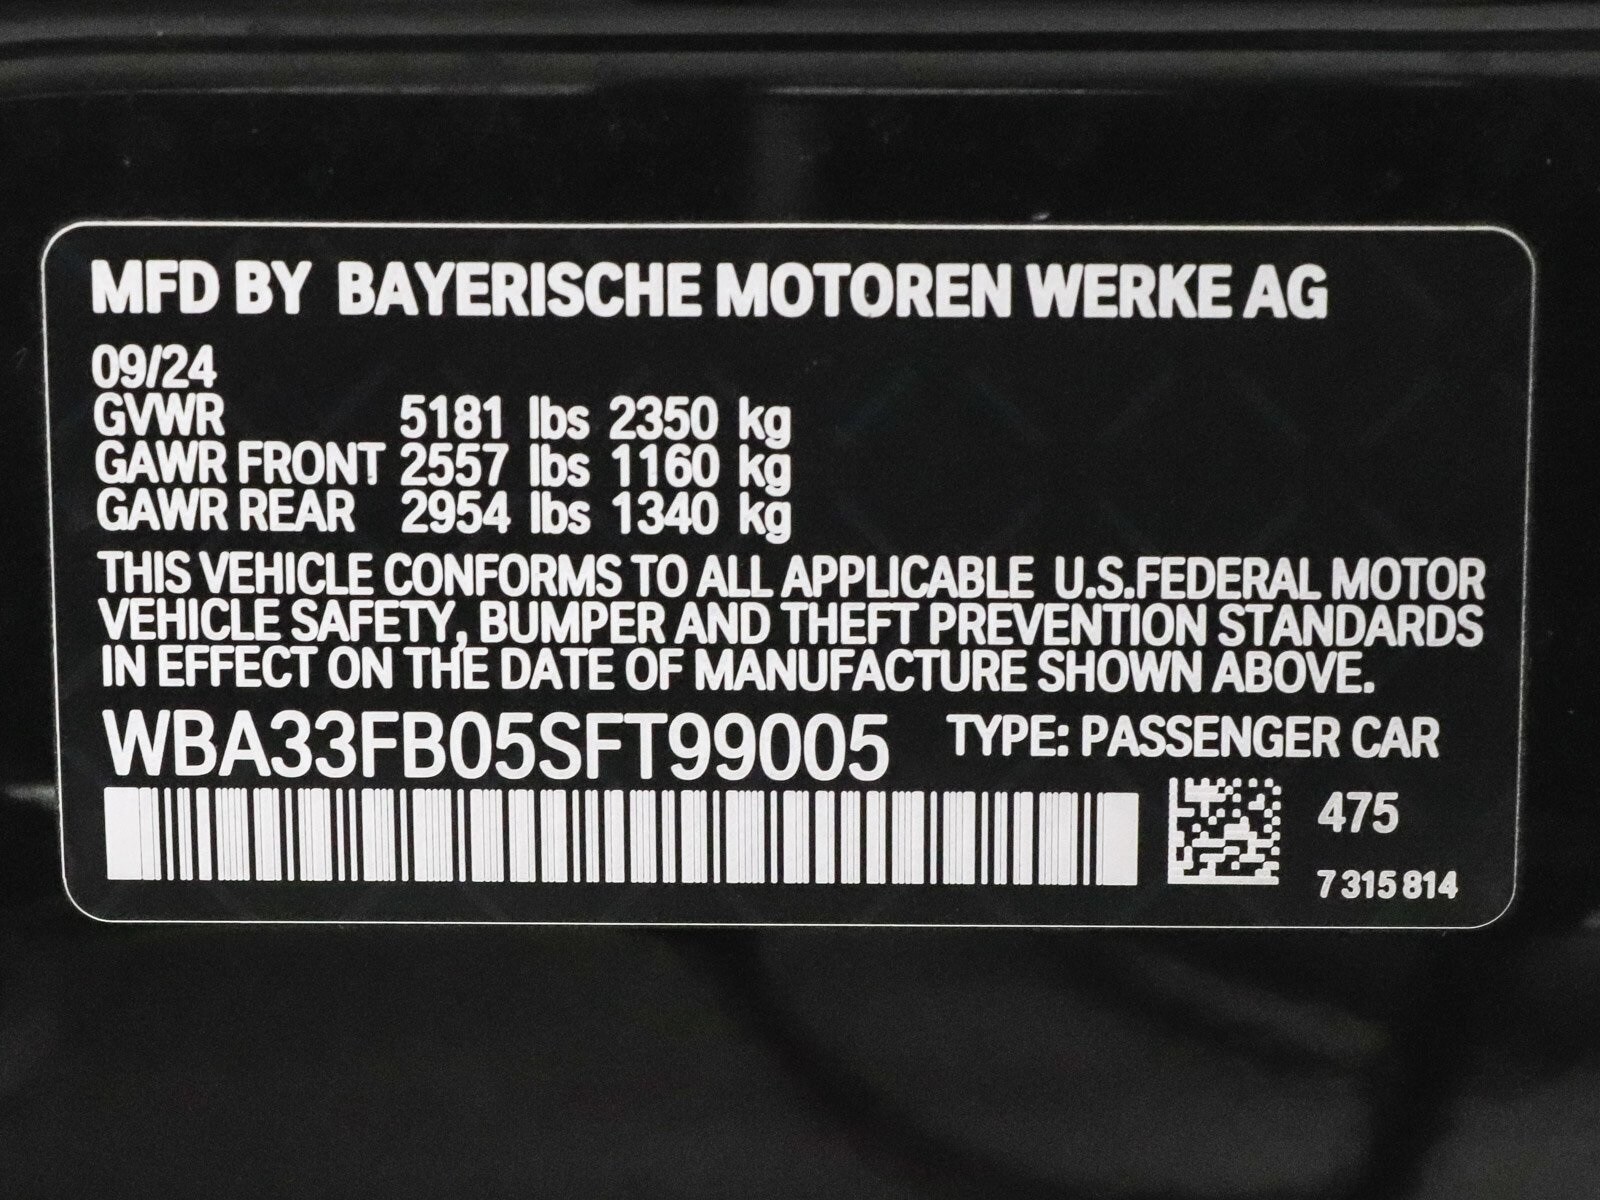 MFD BY BAYERISCHE MOTOREN WERKE AG
09/24
GVWR 5181 lbs 2350 kg
GAWR FRONT 2557 lbs 1160 kg
GAWR REAR 2954 lbs 1340 kg
THIS VEHICLE CONFORMS TO ALL APPLICABLE U.S.FEDERAL MOTOR
VEHICLE SAFETY, BUMPER AND THEFT PREVENTION STANDARDS
IN EFFECT ON THE DATE OF MANUFACTURE SHOWN ABOVE.
WBA33FB05SFT99005 TYPE: PASSENGER CAR
475
7 315 814